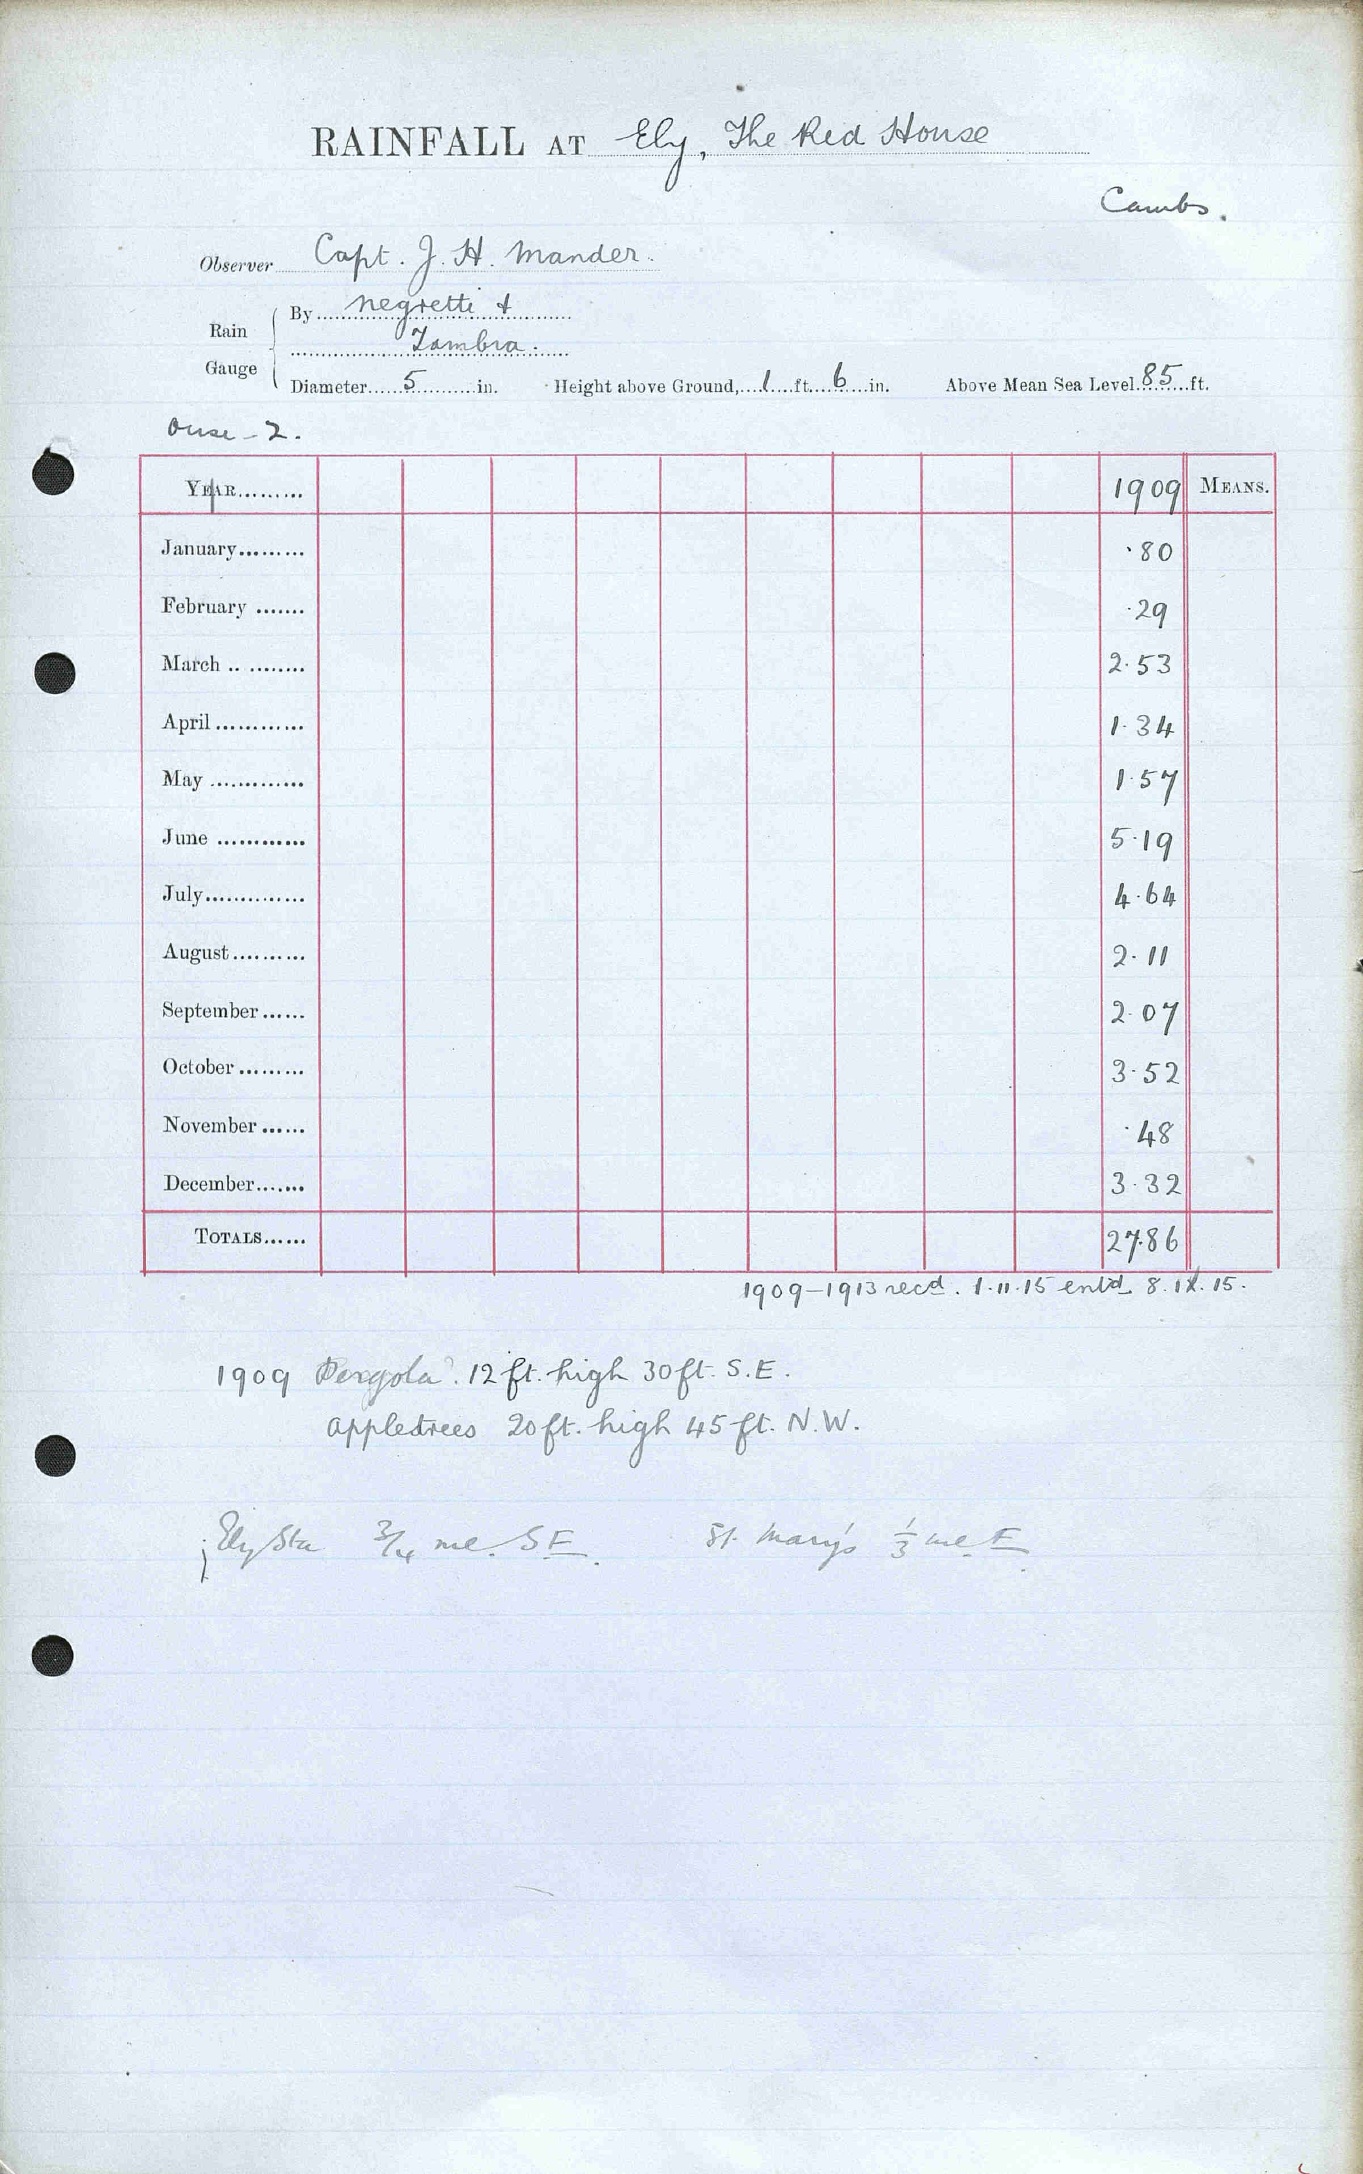 RAINFALL AT Ely, The Red House
Cambs.
Observer Capt. J. H. Mander.
Rain Gauge { By Negretti &
Zambra.
Diameter 5 in. Height above Ground, 1 ft. 6 in. Above Mean Sea Level 85 ft.
Ouse - 2.
YEAR......... 1909 MEANS.
January......... ·80
February ....... ·29
March .. ........ 2·53
April ............ 1·34
May ............. 1·57
June ............ 5·19
July.............. 4·64
August.......... 2·11
September...... 2·07
October......... 3·52
November...... ·48
December....... 3·32
TOTALS...... 27·86
1909–1913 recd. 1.11.15 entd. 8.12.15.
1909 Pergola. 12 ft. high 30 ft. S.E.
appletrees 20 ft. high 45 ft. N.W.
Ely Sta 3/4 me. SE. St. Mary's 1/3 me. E.